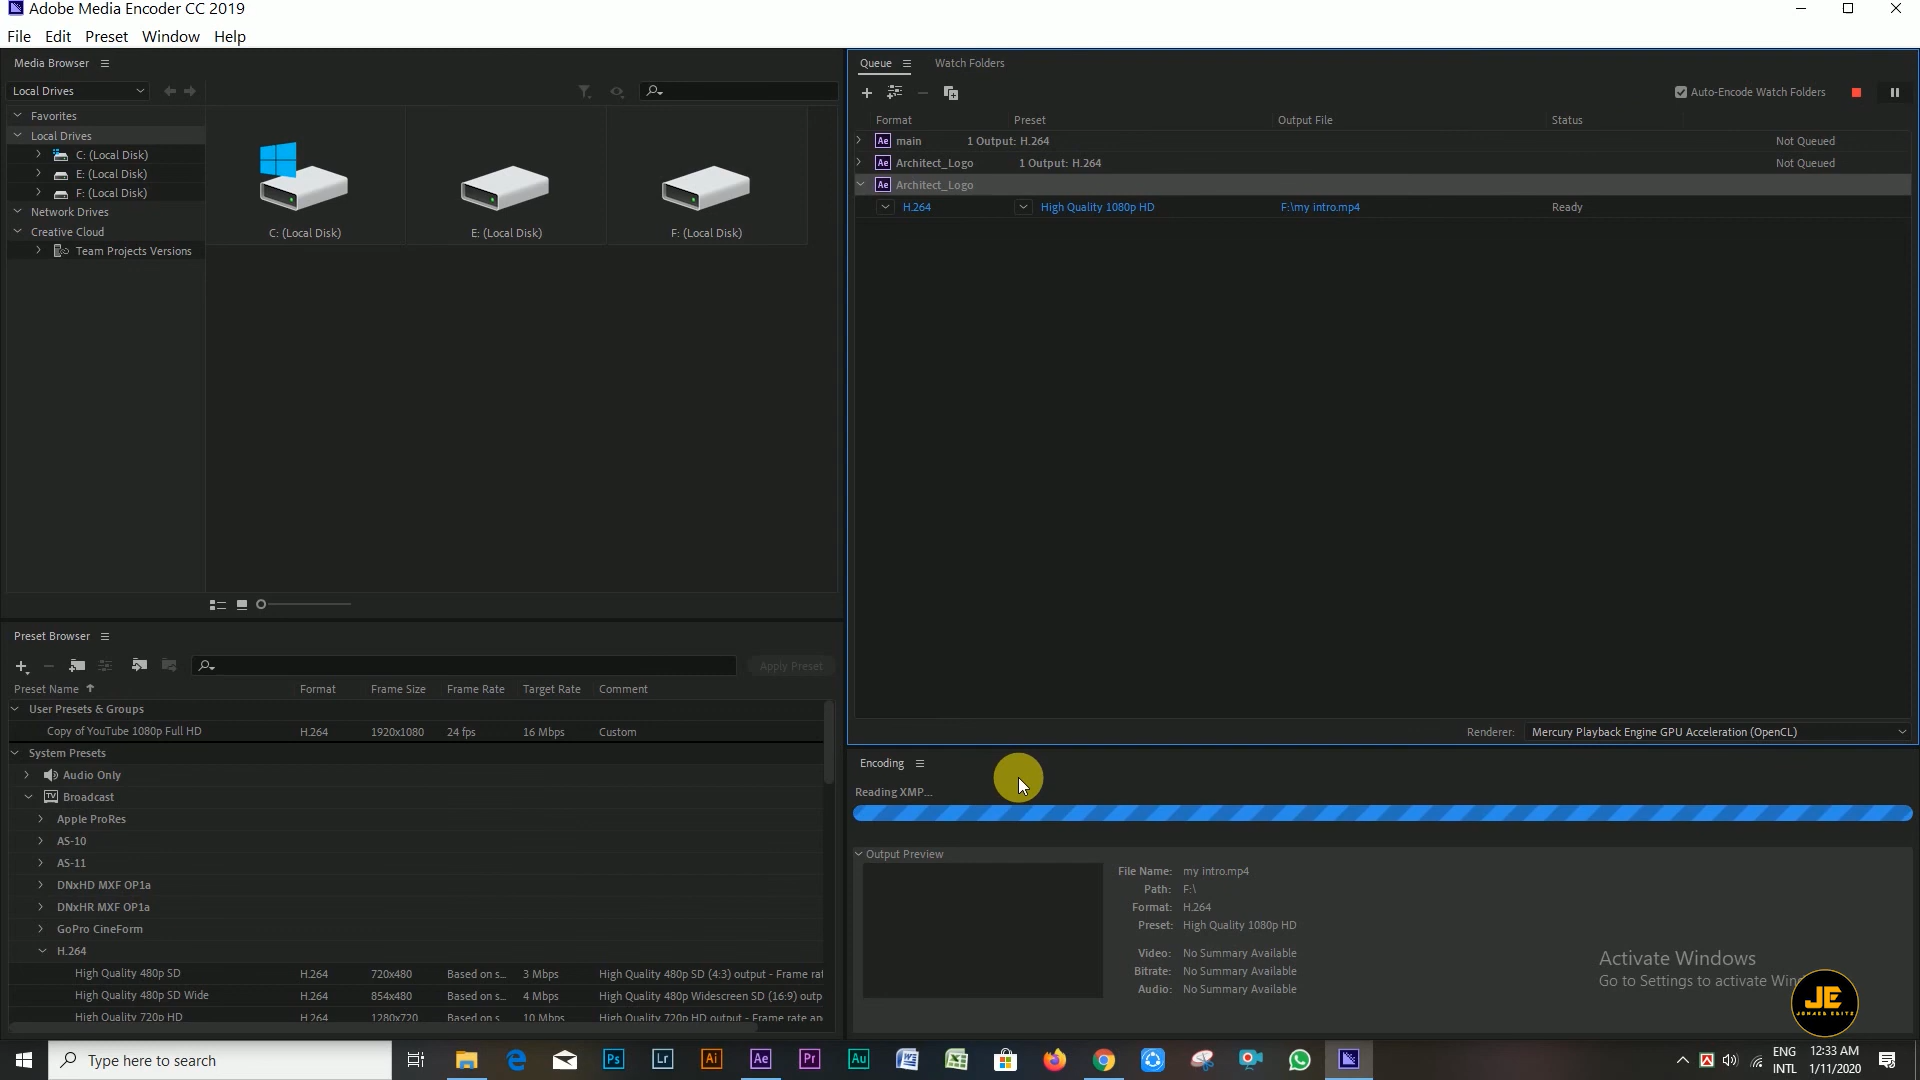 Adobe Media Encoder CC 2019
File Edit Preset Window Help
Media Browser
Local Drives
Favorites
Local Drives
C: (Local Disk)
E: (Local Disk)
F: (Local Disk)
Network Drives
Creative Cloud
Team Projects Versions
C: (Local Disk) E: (Local Disk) F: (Local Disk)
Queue Watch Folders
Auto-Encode Watch Folders
Format Preset Output File Status
Ae main 1 Output: H.264 Not Queued
Ae Architect_Logo 1 Output: H.264 Not Queued
Ae Architect_Logo
H.264 High Quality 1080p HD F:\my intro.mp4 Ready
Renderer: Mercury Playback Engine GPU Acceleration (OpenCL)
Preset Browser
Apply Preset
Preset Name Format Frame Size Frame Rate Target Rate Comment
User Presets & Groups
Copy of YouTube 1080p Full HD H.264 1920x1080 24 fps 16 Mbps Custom
System Presets
Audio Only
TV Broadcast
Apple ProRes
AS-10
AS-11
DNxHD MXF OP1a
DNxHR MXF OP1a
GoPro CineForm
H.264
High Quality 480p SD H.264 720x480 Based on s... 3 Mbps High Quality 480p SD (4:3) output - Frame rat
High Quality 480p SD Wide H.264 854x480 Based on s... 4 Mbps High Quality 480p Widescreen SD (16:9) outp
High Quality 720p HD H.264 1280x720 Based on s 10 Mbps High Quality 720p HD output - Frame rate an
Encoding
Reading XMP...
Output Preview
File Name: my intro.mp4
Path: F:\
Format: H.264
Preset: High Quality 1080p HD
Video: No Summary Available
Bitrate: No Summary Available
Audio: No Summary Available
Activate Windows
Go to Settings to activate Win
JE
Type here to search
Ps Lr Ai Ae Pr Au
ENG
INTL
12:33 AM
1/11/2020